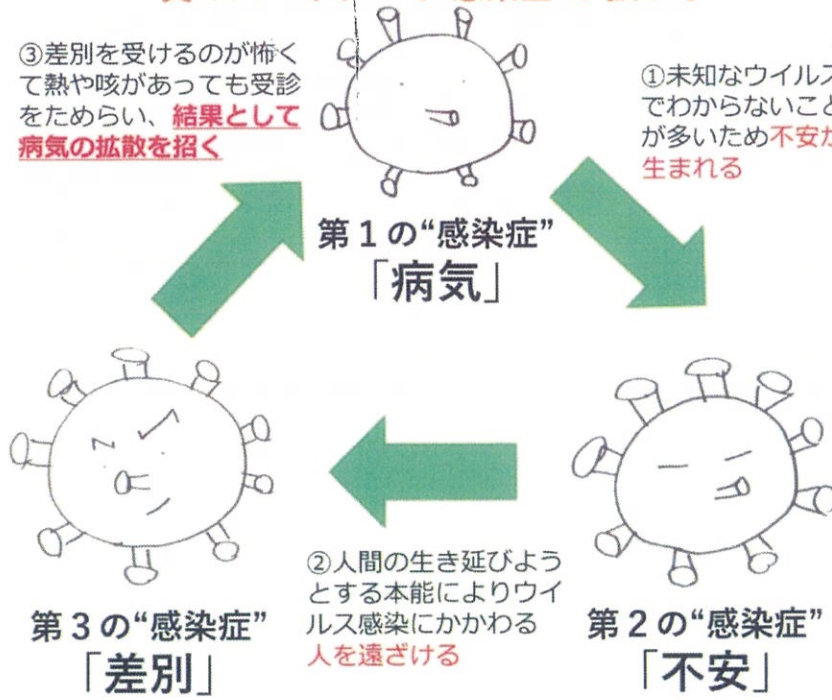 ③差別を受けるのが怖く
て熱や咳があっても受診
をためらい、結果として
病気の拡散を招く
①未知なウイルス
でわからないこと
が多いため不安が
生まれる
第1の“感染症”
「病気」
②人間の生き延びよう
とする本能によりウイ
ルス感染にかかわる
人を遠ざける
第3の“感染症”
「差別」
第2の“感染症”
「不安」